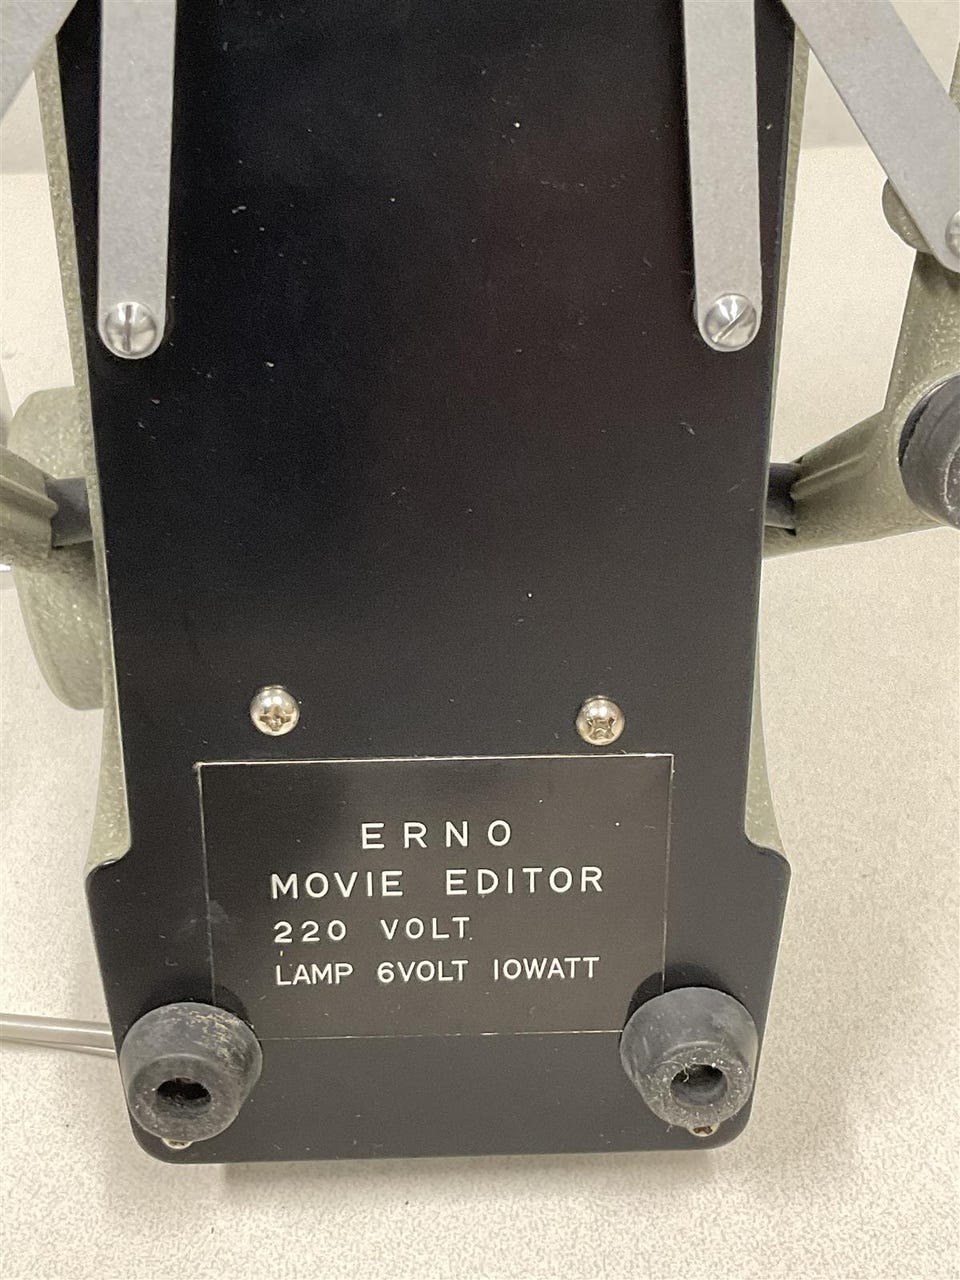 ERNO
MOVIE EDITOR
220 VOLT
LAMP 6VOLT 10WATT